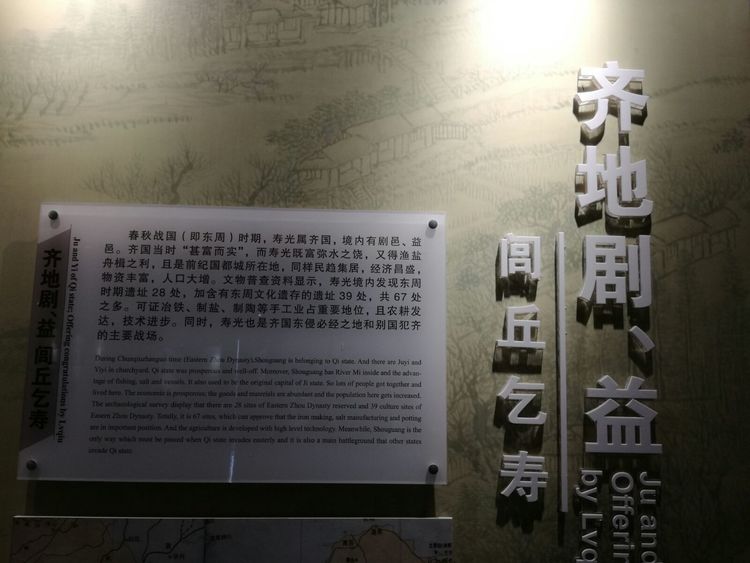 齐地剧、益
闾丘乞寿
Ju and
Offerin
by Lvq
齐地剧、益 闾丘乞寿
Ju and Yi of Qi state; Offering congratulations by Lvqiu
春秋战国（即东周）时期，寿光属齐国，境内有剧邑、益
邑。齐国当时“甚富而实”，而寿光既富弥水之饶，又得渔盐
舟楫之利，且是前纪国都城所在地，同样民趋集居，经济昌盛，
物资丰富，人口大增。文物普查资料显示，寿光境内发现东周
时期遗址 28 处，加含有东周文化遗存的遗址 39 处，共 67 处
之多。可证冶铁、制盐、制陶等手工业占重要地位，且农耕发
达，技术进步。同时，寿光也是齐国东侵必经之地和别国犯齐
的主要战场。
During Chunqiuzhanguo time (Eastern Zhou Dynasty),Shouguang is belonging to Qi state. And there are Juyi and
Yiyi in churchyard. Qi state was prosperous and well-off. Moreover, Shouguang has River Mi inside and the advan-
tage of fishing, salt and vessels. It also used to be the original capital of Ji state. So lots of people got together and
lived here. The economic is prosperous; the goods and materials are abundant and the population here gets increased.
The archaeological survey display that there are 28 sites of Eastern Zhou Dynasty reserved and 39 culture sites of
Eastern Zhou Dynasty. Totally, it is 67 sites, which can approve that the iron making, salt manufacturing and potting
are in important position. And the agriculture is developed with high level technology. Meanwhile, Shouguang is the
only way which must be passed when Qi state invades easterly and it is also a main battleground that other states
invade Qi state.